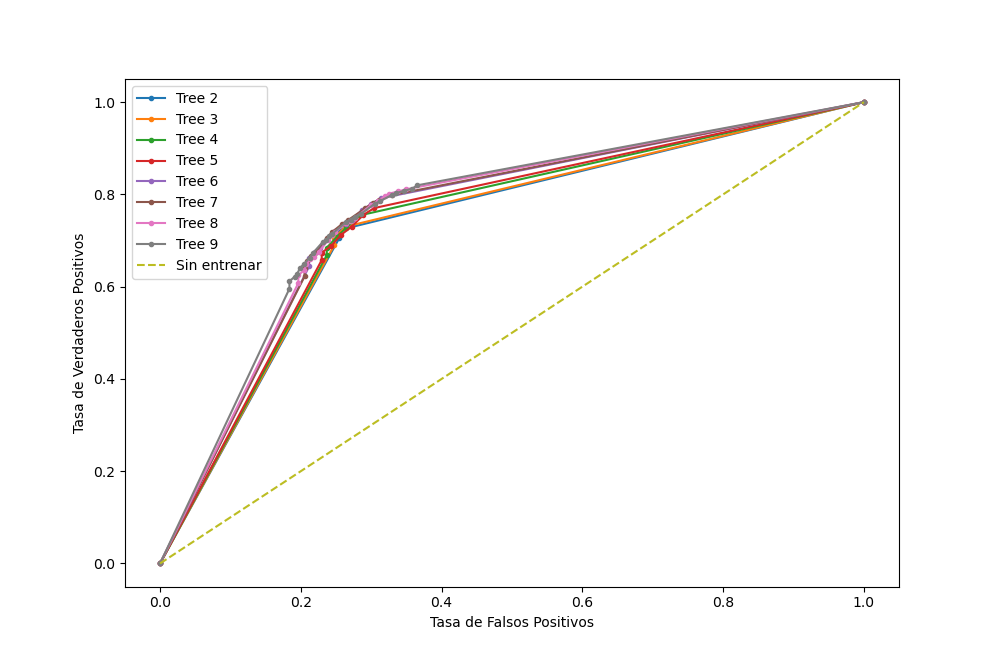 Tree 2
Tree 3
Tree 4
Tree 5
Tree 6
Tree 7
Tree 8
Tree 9
Sin entrenar
Tasa de Verdaderos Positivos
1.0
0.8
0.6
0.4
0.2
0.0
0.0 0.2 0.4 0.6 0.8 1.0
Tasa de Falsos Positivos